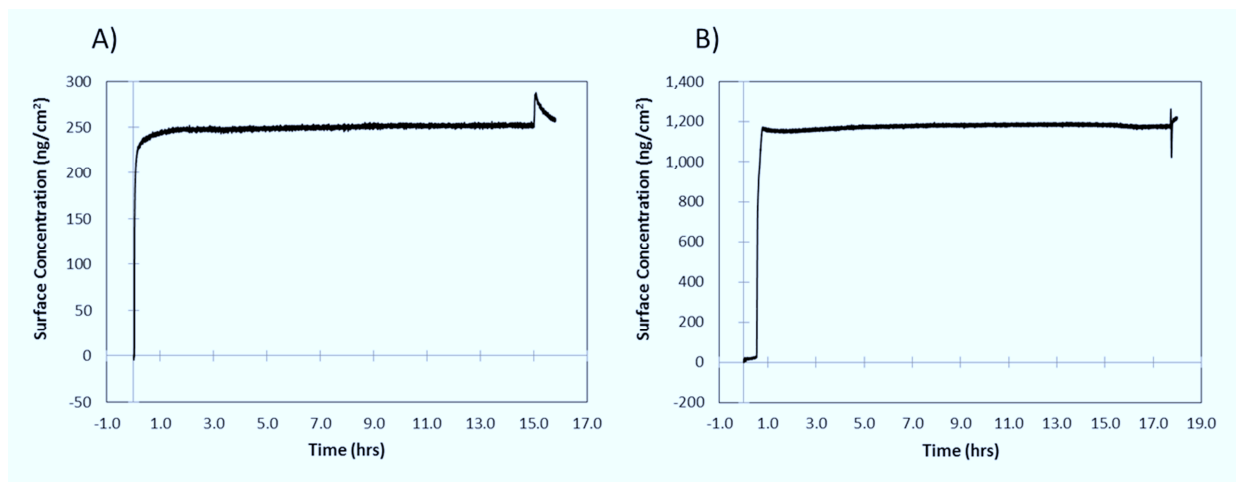 A)
300
250
200
150
100
50
0
-50
-1.0 1.0 3.0 5.0 7.0 9.0 11.0 13.0 15.0 17.0
Time (hrs)
Surface Concentration (ng/cm²)
B)
1,400
1,200
1,000
800
600
400
200
0
-200
-1.0 1.0 3.0 5.0 7.0 9.0 11.0 13.0 15.0 17.0 19.0
Time (hrs)
Surface Concentration (ng/cm²)